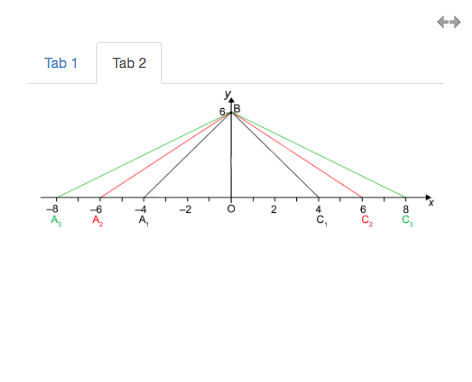 Tab 1 Tab 2
y
6 B
–8 –6 –4 –2 O 2 4 6 8 x
A₃ A₂ A₁ C₁ C₂ C₃